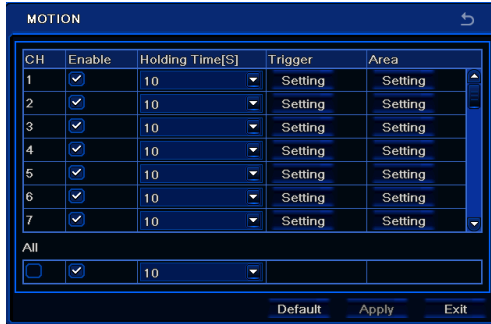 MOTION
CH Enable Holding Time[S] Trigger Area
1 10 Setting Setting
2 10 Setting Setting
3 10 Setting Setting
4 10 Setting Setting
5 10 Setting Setting
6 10 Setting Setting
7 10 Setting Setting
All
10
Default Apply Exit